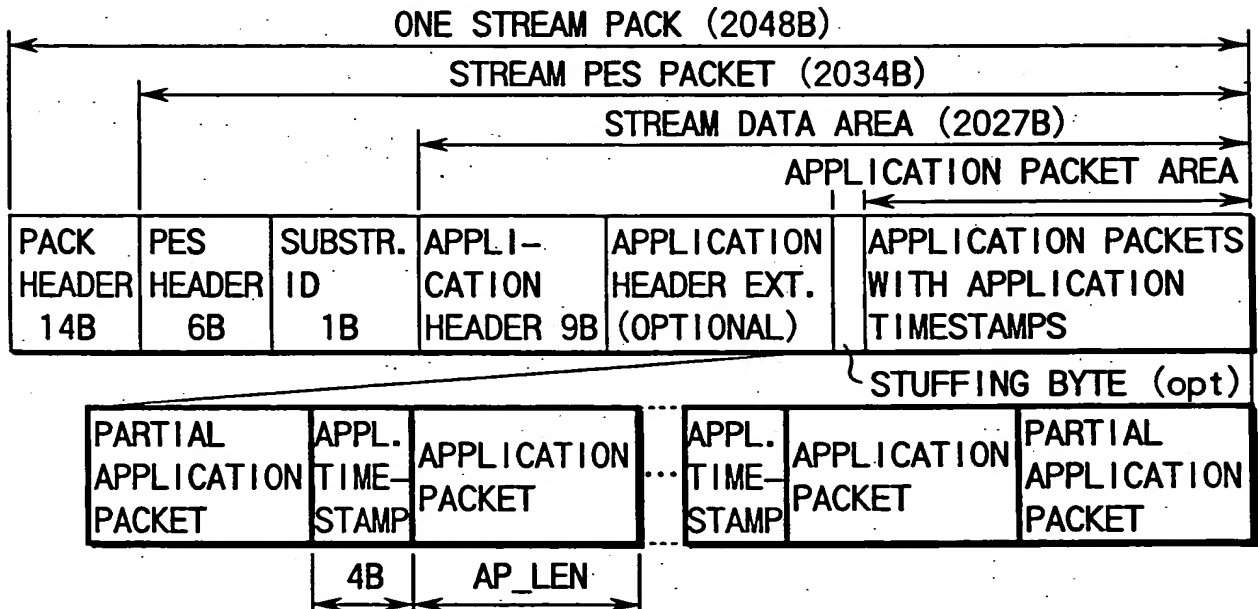 ONE STREAM PACK (2048B)
STREAM PES PACKET (2034B)
STREAM DATA AREA (2027B)
APPLICATION PACKET AREA
PACK
HEADER
14B
PES
HEADER
6B
SUBSTR.
ID
1B
APPLI-
CATION
HEADER 9B
APPLICATION
HEADER EXT.
(OPTIONAL)
APPLICATION PACKETS
WITH APPLICATION
TIMESTAMPS
STUFFING BYTE (opt)
PARTIAL
APPLICATION
PACKET
APPL.
TIME-
STAMP
APPLICATION
PACKET
...
APPL.
TIME-
STAMP
APPLICATION
PACKET
PARTIAL
APPLICATION
PACKET
4B
AP_LEN